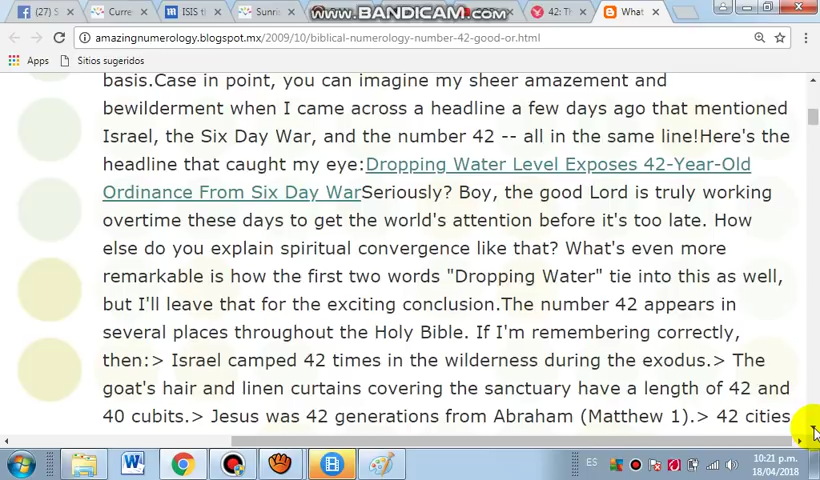 (27) S
Curre
ISIS t
Sunris
www.BANDICAM.com
42: Th
What
amazingnumerology.blogspot.mx/2009/10/biblical-numerology-number-42-good-or.html
Apps
Sitios sugeridos
basis.Case in point, you can imagine my sheer amazement and
bewilderment when I came across a headline a few days ago that mentioned
Israel, the Six Day War, and the number 42 -- all in the same line!Here's the
headline that caught my eye:Dropping Water Level Exposes 42-Year-Old
Ordinance From Six Day WarSeriously? Boy, the good Lord is truly working
overtime these days to get the world's attention before it's too late. How
else do you explain spiritual convergence like that? What's even more
remarkable is how the first two words "Dropping Water" tie into this as well,
but I'll leave that for the exciting conclusion.The number 42 appears in
several places throughout the Holy Bible. If I'm remembering correctly,
then:> Israel camped 42 times in the wilderness during the exodus.> The
goat's hair and linen curtains covering the sanctuary have a length of 42 and
40 cubits.> Jesus was 42 generations from Abraham (Matthew 1).> 42 cities
ES
10:21 p.m.
18/04/2018